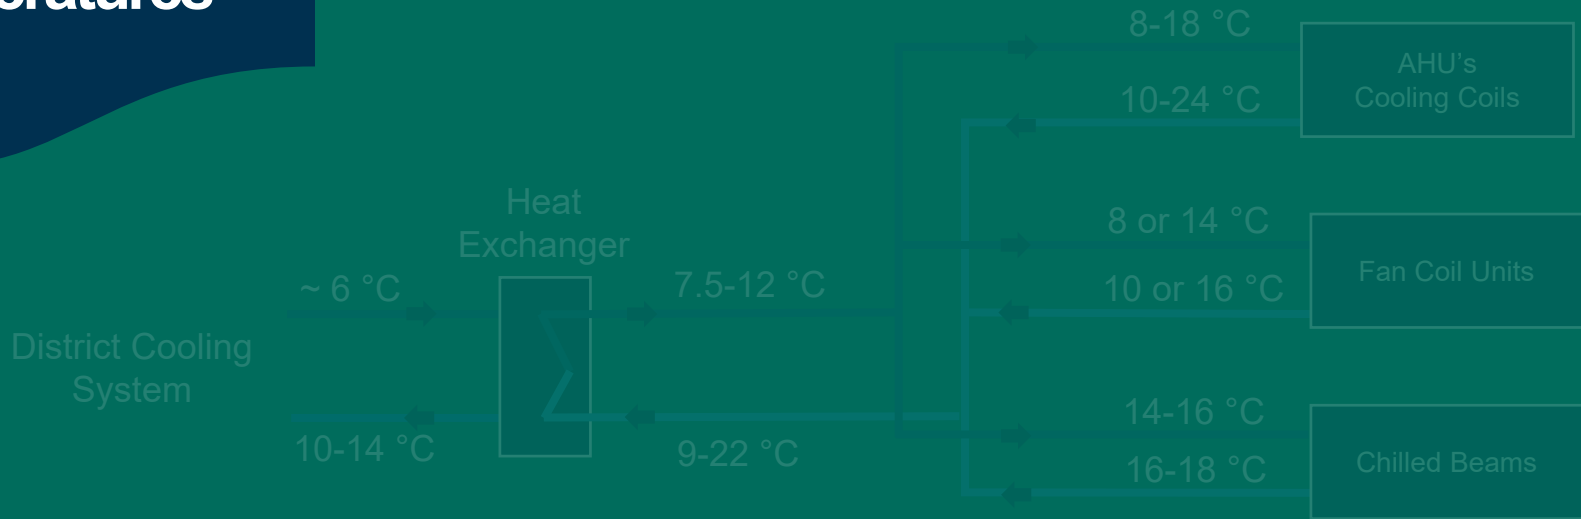 8-18 °C
AHU's
Cooling Coils
10-24 °C
Heat
Exchanger
8 or 14 °C
~ 6 °C
7.5-12 °C
10 or 16 °C
Fan Coil Units
District Cooling
System
14-16 °C
10-14 °C
9-22 °C
16-18 °C
Chilled Beams